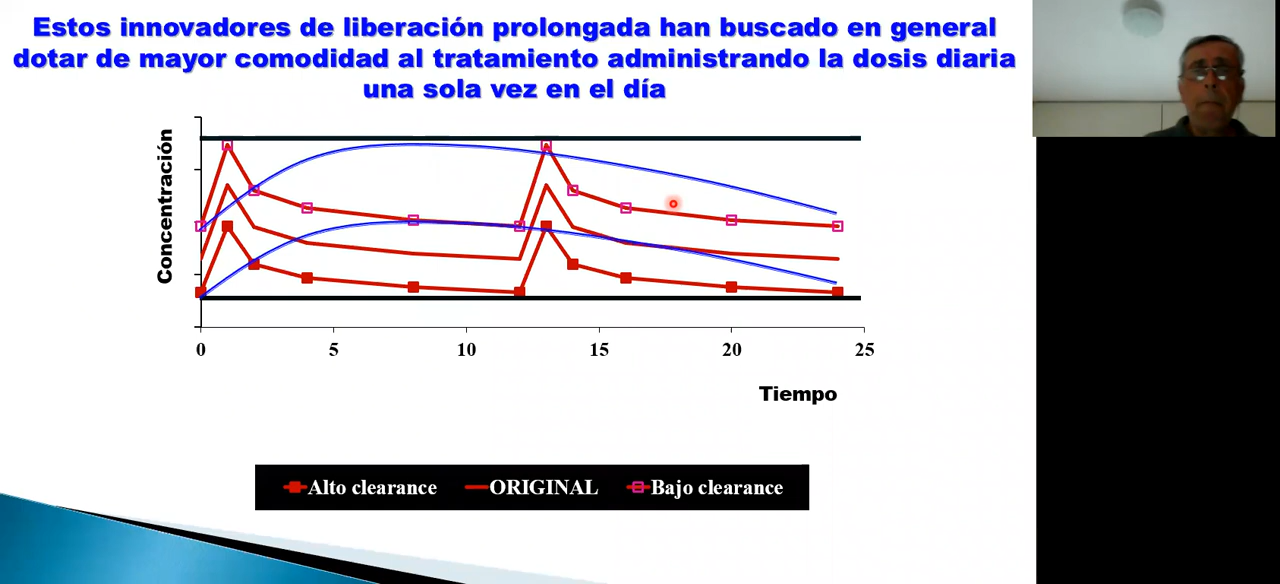 Estos innovadores de liberación prolongada han buscado en general
dotar de mayor comodidad al tratamiento administrando la dosis diaria
una sola vez en el día
Concentración
0 5 10 15 20 25
Tiempo
Alto clearance ORIGINAL Bajo clearance